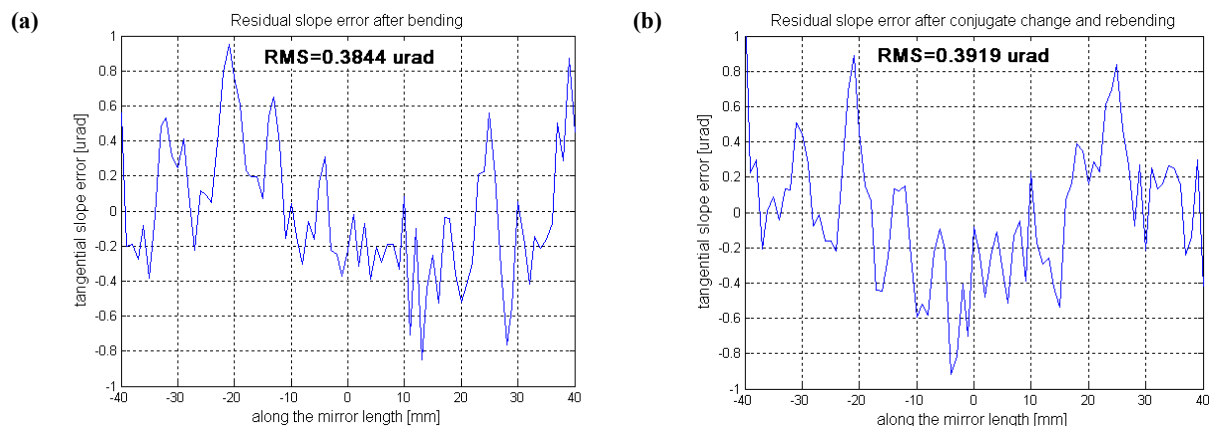 (a)
Residual slope error after bending
RMS=0.3844 urad
tangential slope error [urad]
1
0.8
0.6
0.4
0.2
0
-0.2
-0.4
-0.6
-0.8
-1
-40 -30 -20 -10 0 10 20 30 40
along the mirror length [mm]
(b)
Residual slope error after conjugate change and rebending
RMS=0.3919 urad
tangential slope error [urad]
1
0.8
0.6
0.4
0.2
0
-0.2
-0.4
-0.6
-0.8
-1
-40 -30 -20 -10 0 10 20 30 40
along the mirror length [mm]